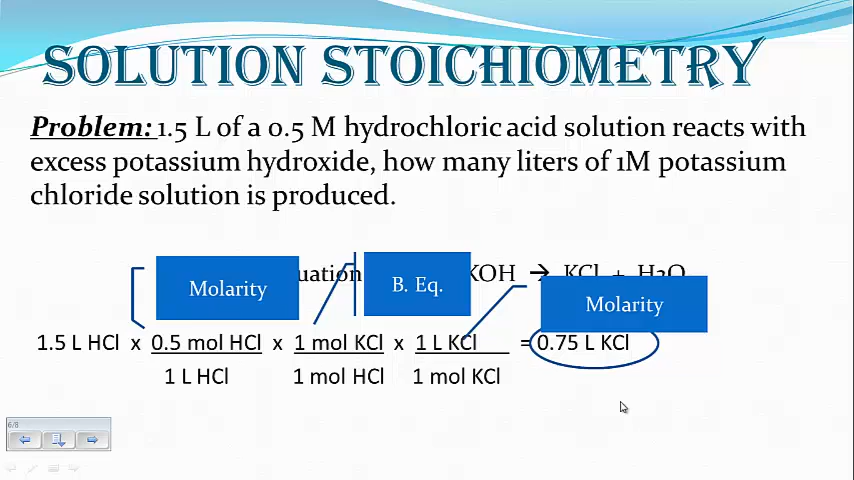 SOLUTION STOICHIOMETRY
Problem: 1.5 L of a 0.5 M hydrochloric acid solution reacts with
excess potassium hydroxide, how many liters of 1M potassium
chloride solution is produced.
KOH → KCl + H2O
Molarity
B. Eq.
Molarity
1.5 L HCl x 0.5 mol HCl x 1 mol KCl x 1 L KCl = 0.75 L KCl
1 L HCl 1 mol HCl 1 mol KCl
6/8